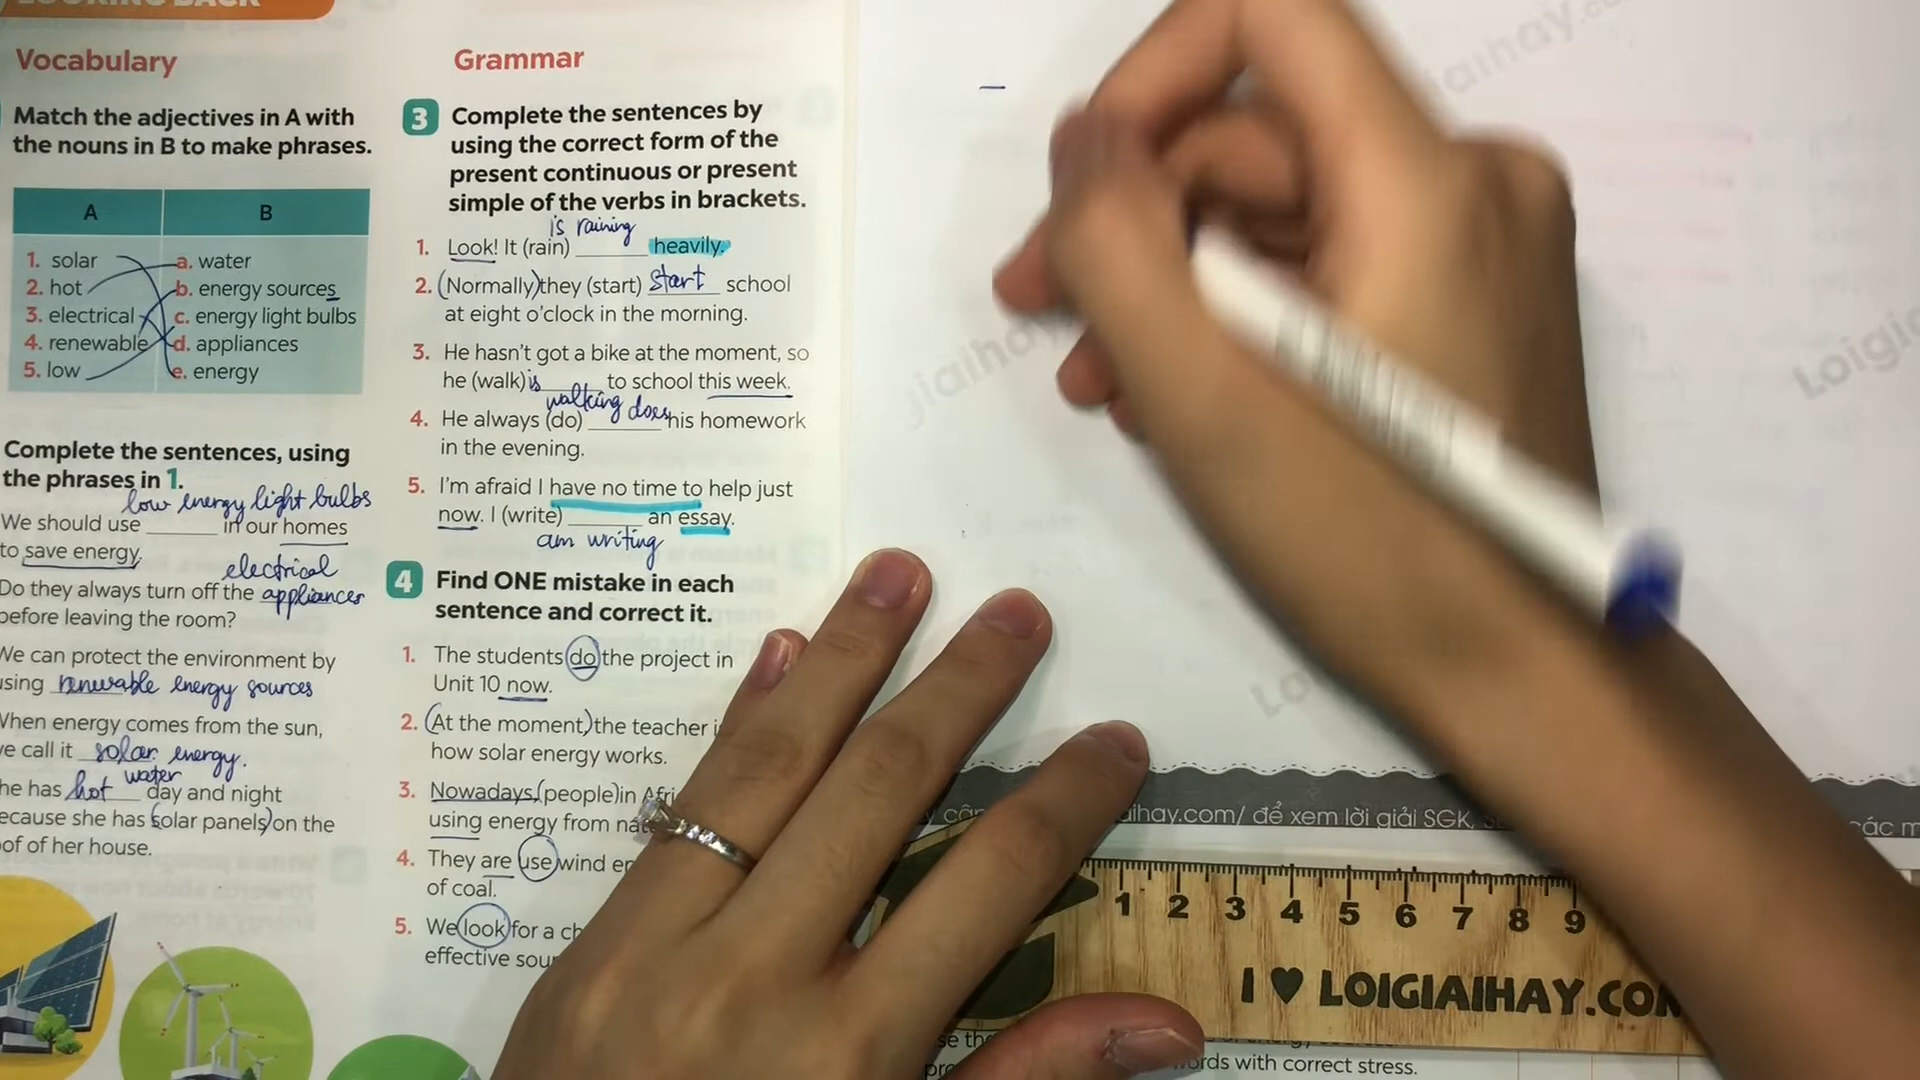 LOOKING BACK
Vocabulary
Match the adjectives in A with
the nouns in B to make phrases.
A B
1. solar a. water
2. hot b. energy sources
3. electrical c. energy light bulbs
4. renewable d. appliances
5. low e. energy
Complete the sentences, using
the phrases in 1.
low energy light bulbs
We should use ______ in our homes
to save energy.
electrical
Do they always turn off the appliances
before leaving the room?
We can protect the environment by
using renewable energy sources
When energy comes from the sun,
we call it solar energy.
water
he has hot day and night
because she has solar panels on the
roof of her house.
Grammar
3 Complete the sentences by
using the correct form of the
present continuous or present
simple of the verbs in brackets.
is raining
1. Look! It (rain) ______ heavily.
2. Normally they (start) start school
at eight o'clock in the morning.
3. He hasn't got a bike at the moment, so
he (walk) is ______ to school this week.
walking does
4. He always (do) ______ his homework
in the evening.
5. I'm afraid I have no time to help just
now. I (write) ______ an essay.
am writing
4 Find ONE mistake in each
sentence and correct it.
1. The students do the project in
Unit 10 now.
2. At the moment, the teacher
how solar energy works.
3. Nowadays, people in
using energy from
4. They are use wind
of coal.
5. We look for a
effective
aihay.com
jiaihay
Loigia
ihay.com/ để xem lời giải SGK,
1 2 3 4 5 6 7 8 9
I ♥ LOIGIAIHAY.COM
words with correct stress.